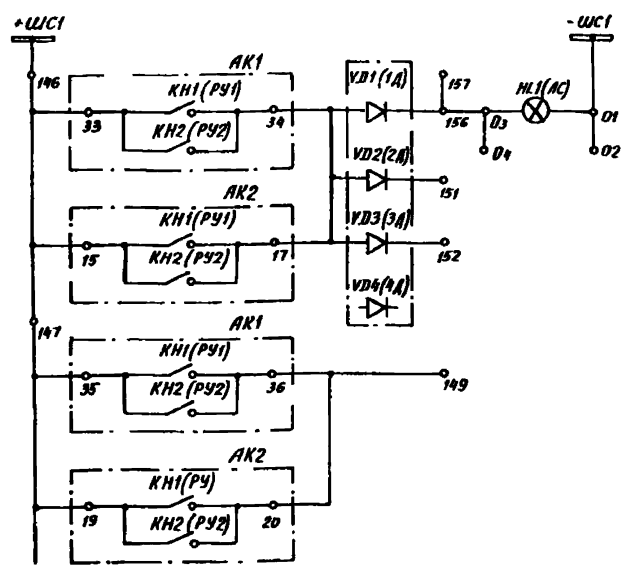 +ШС1
-ШС1
146
АК1
КН1(РУ1)
33
34
КН2(РУ2)
VD1(1Д)
157
156
03
04
HL1(ЛС)
01
02
VD2(2Д)
151
АК2
КН1(РУ1)
15
17
КН2(РУ2)
VD3(3Д)
152
VD4(4Д)
147
АК1
КН1(РУ1)
35
36
КН2(РУ2)
149
АК2
КН1(РУ)
19
20
КН2(РУ2)